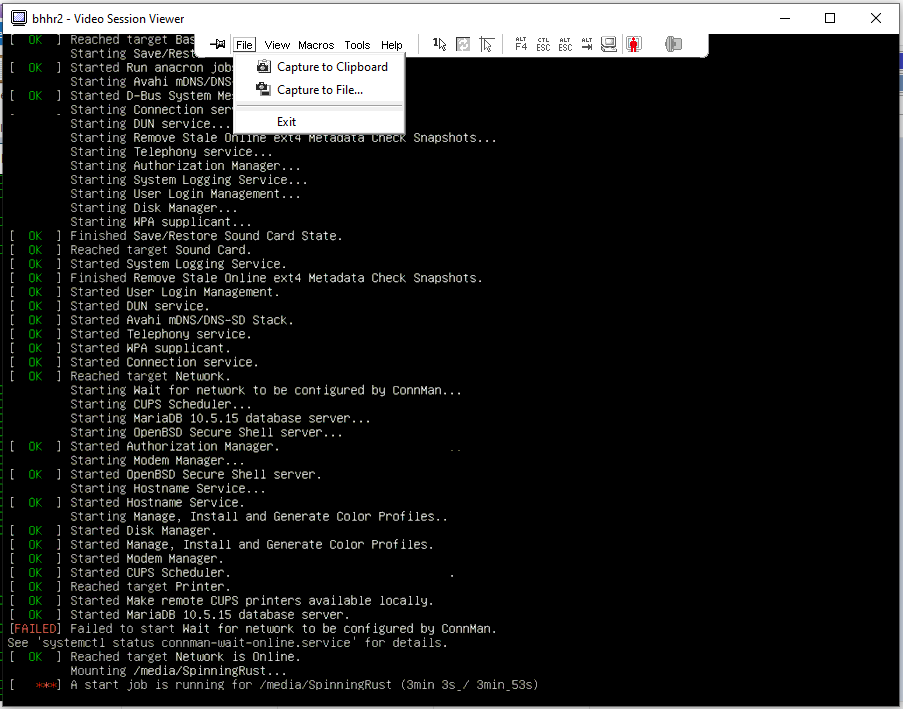 bhhr2 - Video Session Viewer
File View Macros Tools Help
ALT F4 CTL ESC ALT ESC ALT
Capture to Clipboard
Capture to File...
Exit
[ OK ] Reached target Bas
Starting Save/Rest
[ OK ] Started Run anacron jobs
Starting Avahi mDNS/DNS-
[ OK ] Started D-Bus System Mes
Starting Connection ser
Starting DUN service...
Starting Remove Stale Online ext4 Metadata Check Snapshots...
Starting Telephony service...
Starting Authorization Manager...
Starting System Logging Service...
Starting User Login Management...
Starting Disk Manager...
Starting WPA supplicant...
[ OK ] Finished Save/Restore Sound Card State.
[ OK ] Reached target Sound Card.
[ OK ] Started System Logging Service.
[ OK ] Finished Remove Stale Online ext4 Metadata Check Snapshots.
[ OK ] Started User Login Management.
[ OK ] Started DUN service.
[ OK ] Started Avahi mDNS/DNS-SD Stack.
[ OK ] Started Telephony service.
[ OK ] Started WPA supplicant.
[ OK ] Started Connection service.
[ OK ] Reached target Network.
Starting Wait for network to be configured by ConnMan...
Starting CUPS Scheduler...
Starting MariaDB 10.5.15 database server...
Starting OpenBSD Secure Shell server...
[ OK ] Started Authorization Manager.
Starting Modem Manager...
[ OK ] Started OpenBSD Secure Shell server.
Starting Hostname Service...
[ OK ] Started Hostname Service.
Starting Manage, Install and Generate Color Profiles..
[ OK ] Started Disk Manager.
[ OK ] Started Manage, Install and Generate Color Profiles.
[ OK ] Started Modem Manager.
[ OK ] Started CUPS Scheduler.
[ OK ] Reached target Printer.
[ OK ] Started Make remote CUPS printers available locally.
[ OK ] Started MariaDB 10.5.15 database server.
[FAILED] Failed to start Wait for network to be configured by ConnMan.
See 'systemctl status connman-wait-online.service' for details.
[ OK ] Reached target Network is Online.
Mounting /media/SpinningRust...
[ ***] A start job is running for /media/SpinningRust (3min 3s / 3min 53s)